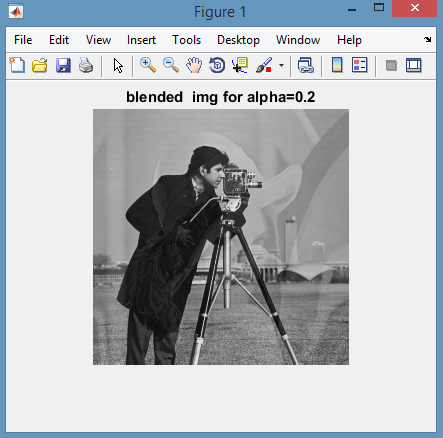 Figure 1
File Edit View Insert Tools Desktop Window Help
blended  img for alpha=0.2